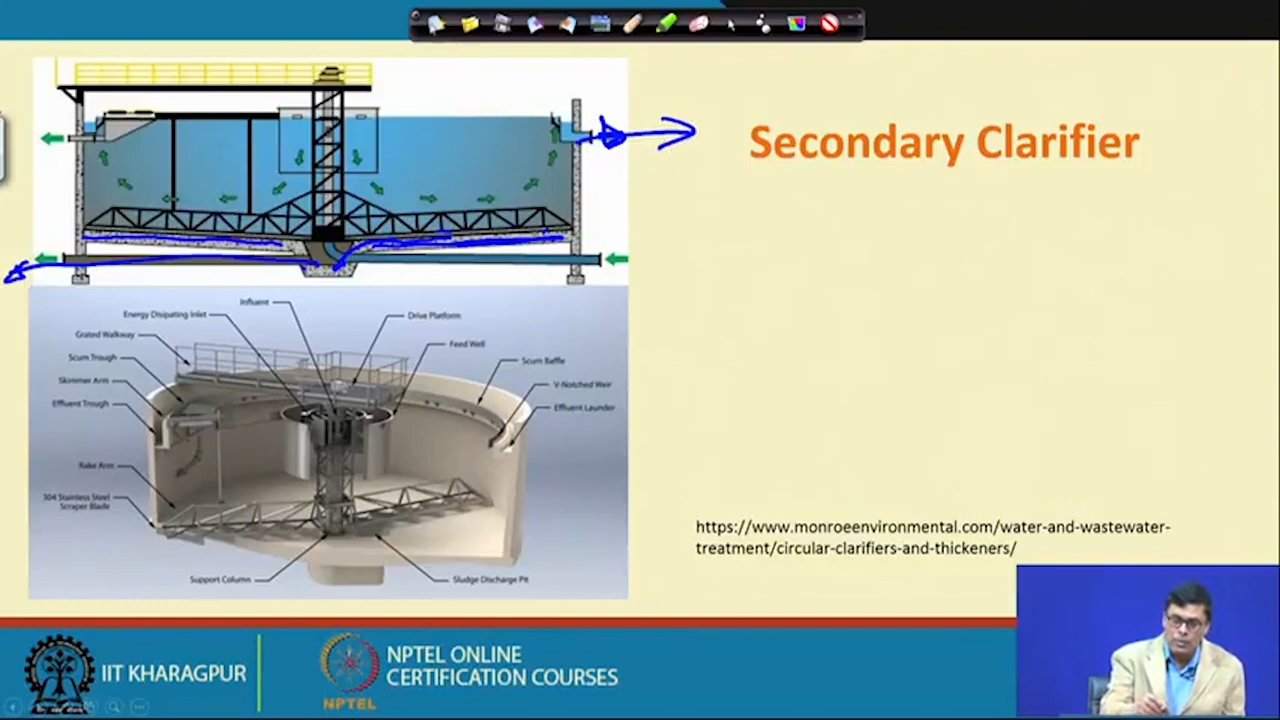 Secondary Clarifier
Influent
Energy Disipating Inlet
Drive Platform
Grated Walkway
Feed Well
Scum Trough
Scum Baffle
Skimmer Arm
V-Notched Weir
Effluent Trough
Effluent Launder
Rake Arm
304 Stainless Steel
Scraper Blade
Support Column
Sludge Discharge Pit
https://www.monroeenvironmental.com/water-and-wastewater-
treatment/circular-clarifiers-and-thickeners/
IIT KHARAGPUR
NPTEL
NPTEL ONLINE
CERTIFICATION COURSES